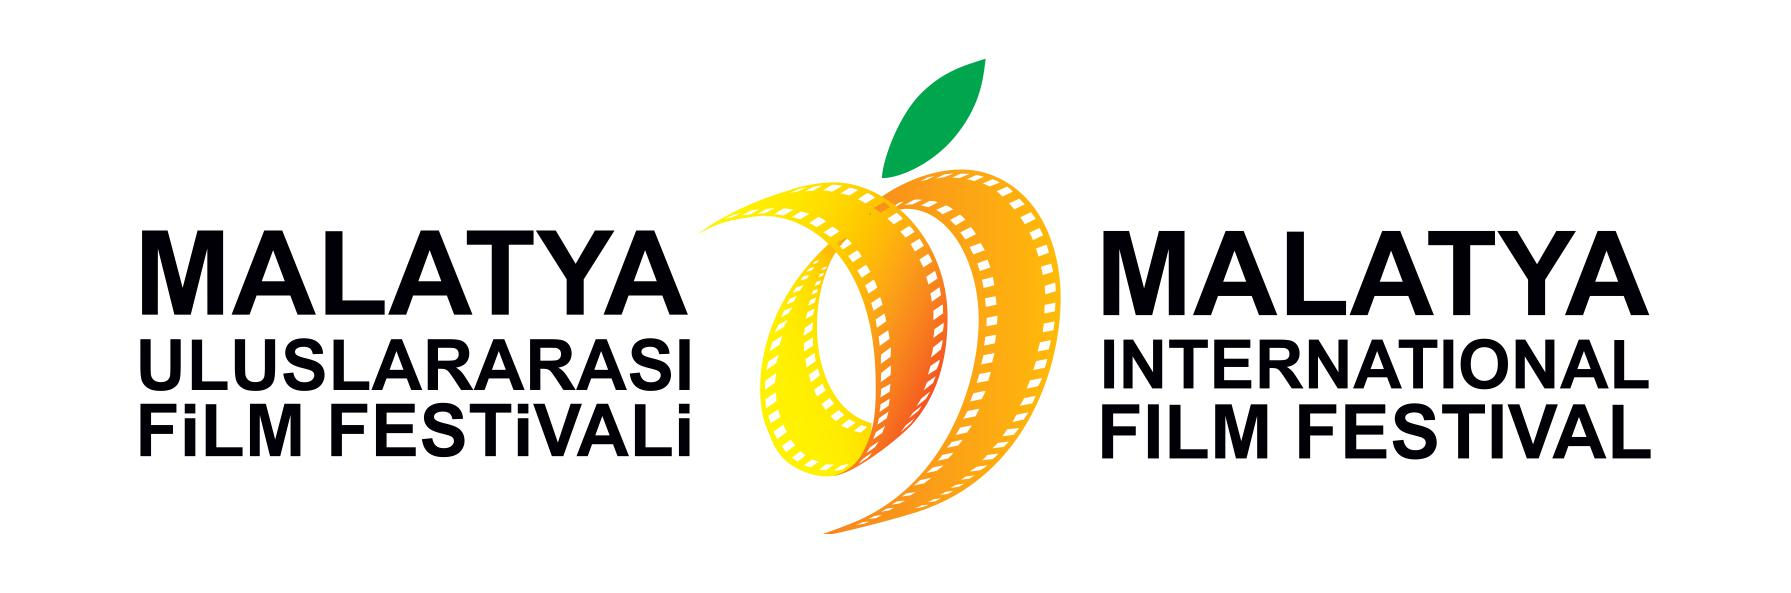 MALATYA
ULUSLARARASI
FiLM FESTiVALi
MALATYA
INTERNATIONAL
FILM FESTIVAL